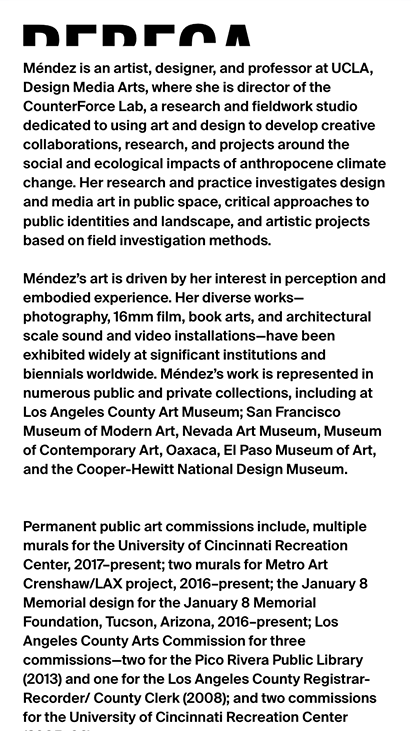 Méndez is an artist, designer, and professor at UCLA,
Design Media Arts, where she is director of the
CounterForce Lab, a research and fieldwork studio
dedicated to using art and design to develop creative
collaborations, research, and projects around the
social and ecological impacts of anthropocene climate
change. Her research and practice investigates design
and media art in public space, critical approaches to
public identities and landscape, and artistic projects
based on field investigation methods.
Méndez’s art is driven by her interest in perception and
embodied experience. Her diverse works—
photography, 16mm film, book arts, and architectural
scale sound and video installations—have been
exhibited widely at significant institutions and
biennials worldwide. Méndez’s work is represented in
numerous public and private collections, including at
Los Angeles County Art Museum; San Francisco
Museum of Modern Art, Nevada Art Museum, Museum
of Contemporary Art, Oaxaca, El Paso Museum of Art,
and the Cooper-Hewitt National Design Museum.
Permanent public art commissions include, multiple
murals for the University of Cincinnati Recreation
Center, 2017–present; two murals for Metro Art
Crenshaw/LAX project, 2016–present; the January 8
Memorial design for the January 8 Memorial
Foundation, Tucson, Arizona, 2016–present; Los
Angeles County Arts Commission for three
commissions—two for the Pico Rivera Public Library
(2013) and one for the Los Angeles County Registrar-
Recorder/ County Clerk (2008); and two commissions
for the University of Cincinnati Recreation Center